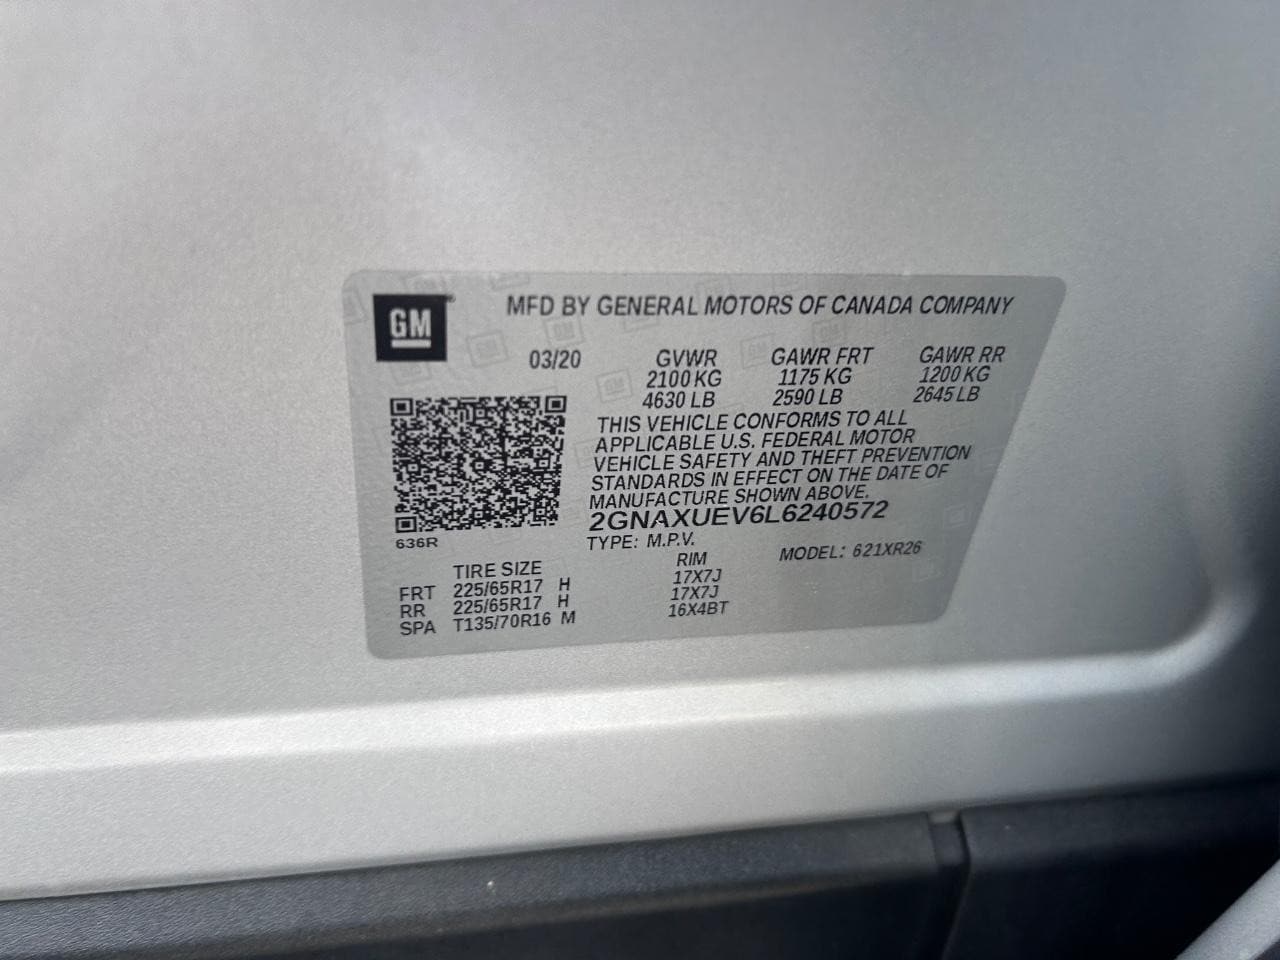 GM
MFD BY GENERAL MOTORS OF CANADA COMPANY
03/20 GVWR GAWR FRT GAWR RR
2100 KG 1175 KG 1200 KG
4630 LB 2590 LB 2645 LB
THIS VEHICLE CONFORMS TO ALL
APPLICABLE U.S. FEDERAL MOTOR
VEHICLE SAFETY AND THEFT PREVENTION
STANDARDS IN EFFECT ON THE DATE OF
MANUFACTURE SHOWN ABOVE.
2GNAXUEV6L6240572
636R
TYPE: M.P.V. MODEL: 621XR26
TIRE SIZE RIM
FRT 225/65R17 H 17X7J
RR 225/65R17 H 17X7J
SPA T135/70R16 M 16X4BT